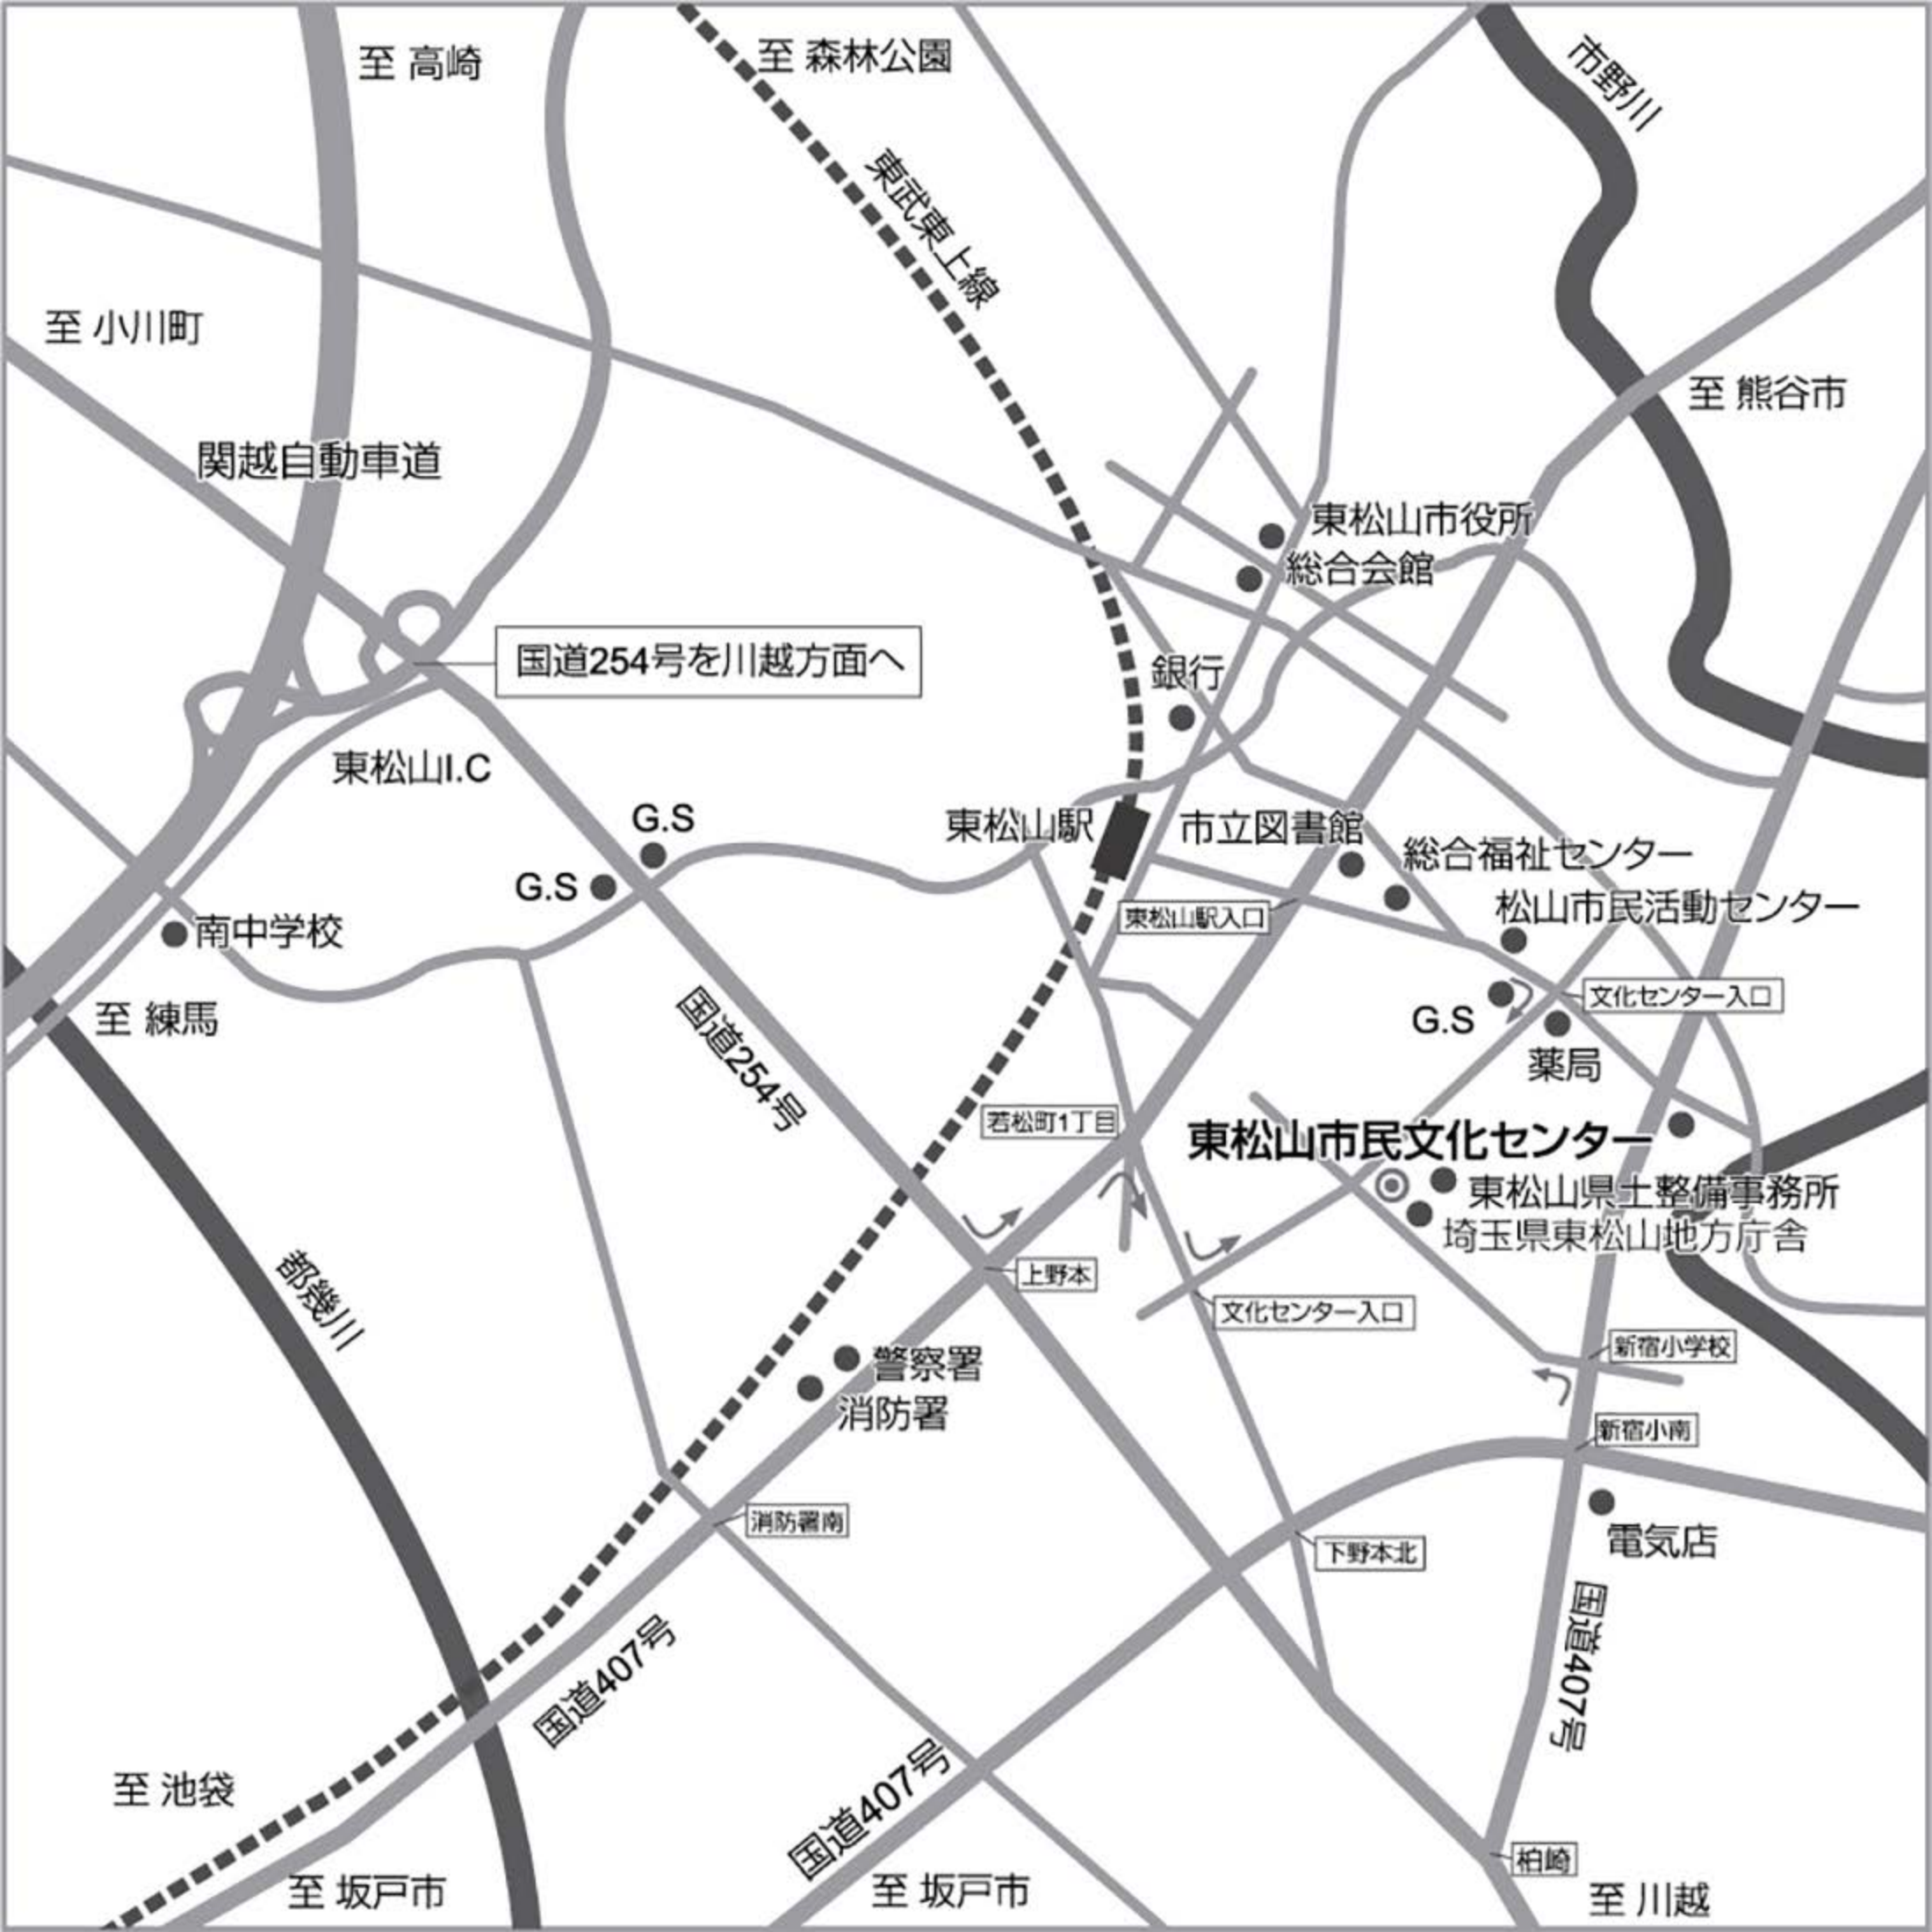 至 高崎
至 森林公園
市野川
東武東上線
至 小川町
至 熊谷市
関越自動車道
東松山市役所
総合会館
国道254号を川越方面へ
銀行
東松山I.C
G.S
東松山駅
市立図書館
総合福祉センター
G.S
松山市民活動センター
東松山駅入口
南中学校
文化センター入口
G.S
至 練馬
国道254号
薬局
若松町1丁目
東松山市民文化センター
東松山県土整備事務所
埼玉県東松山地方庁舎
都幾川
上野本
文化センター入口
新宿小学校
警察署
消防署
新宿小南
消防署南
下野本北
電気店
国道407号
国道407号
国道407号
至 池袋
柏崎
至 坂戸市
至 坂戸市
至 川越